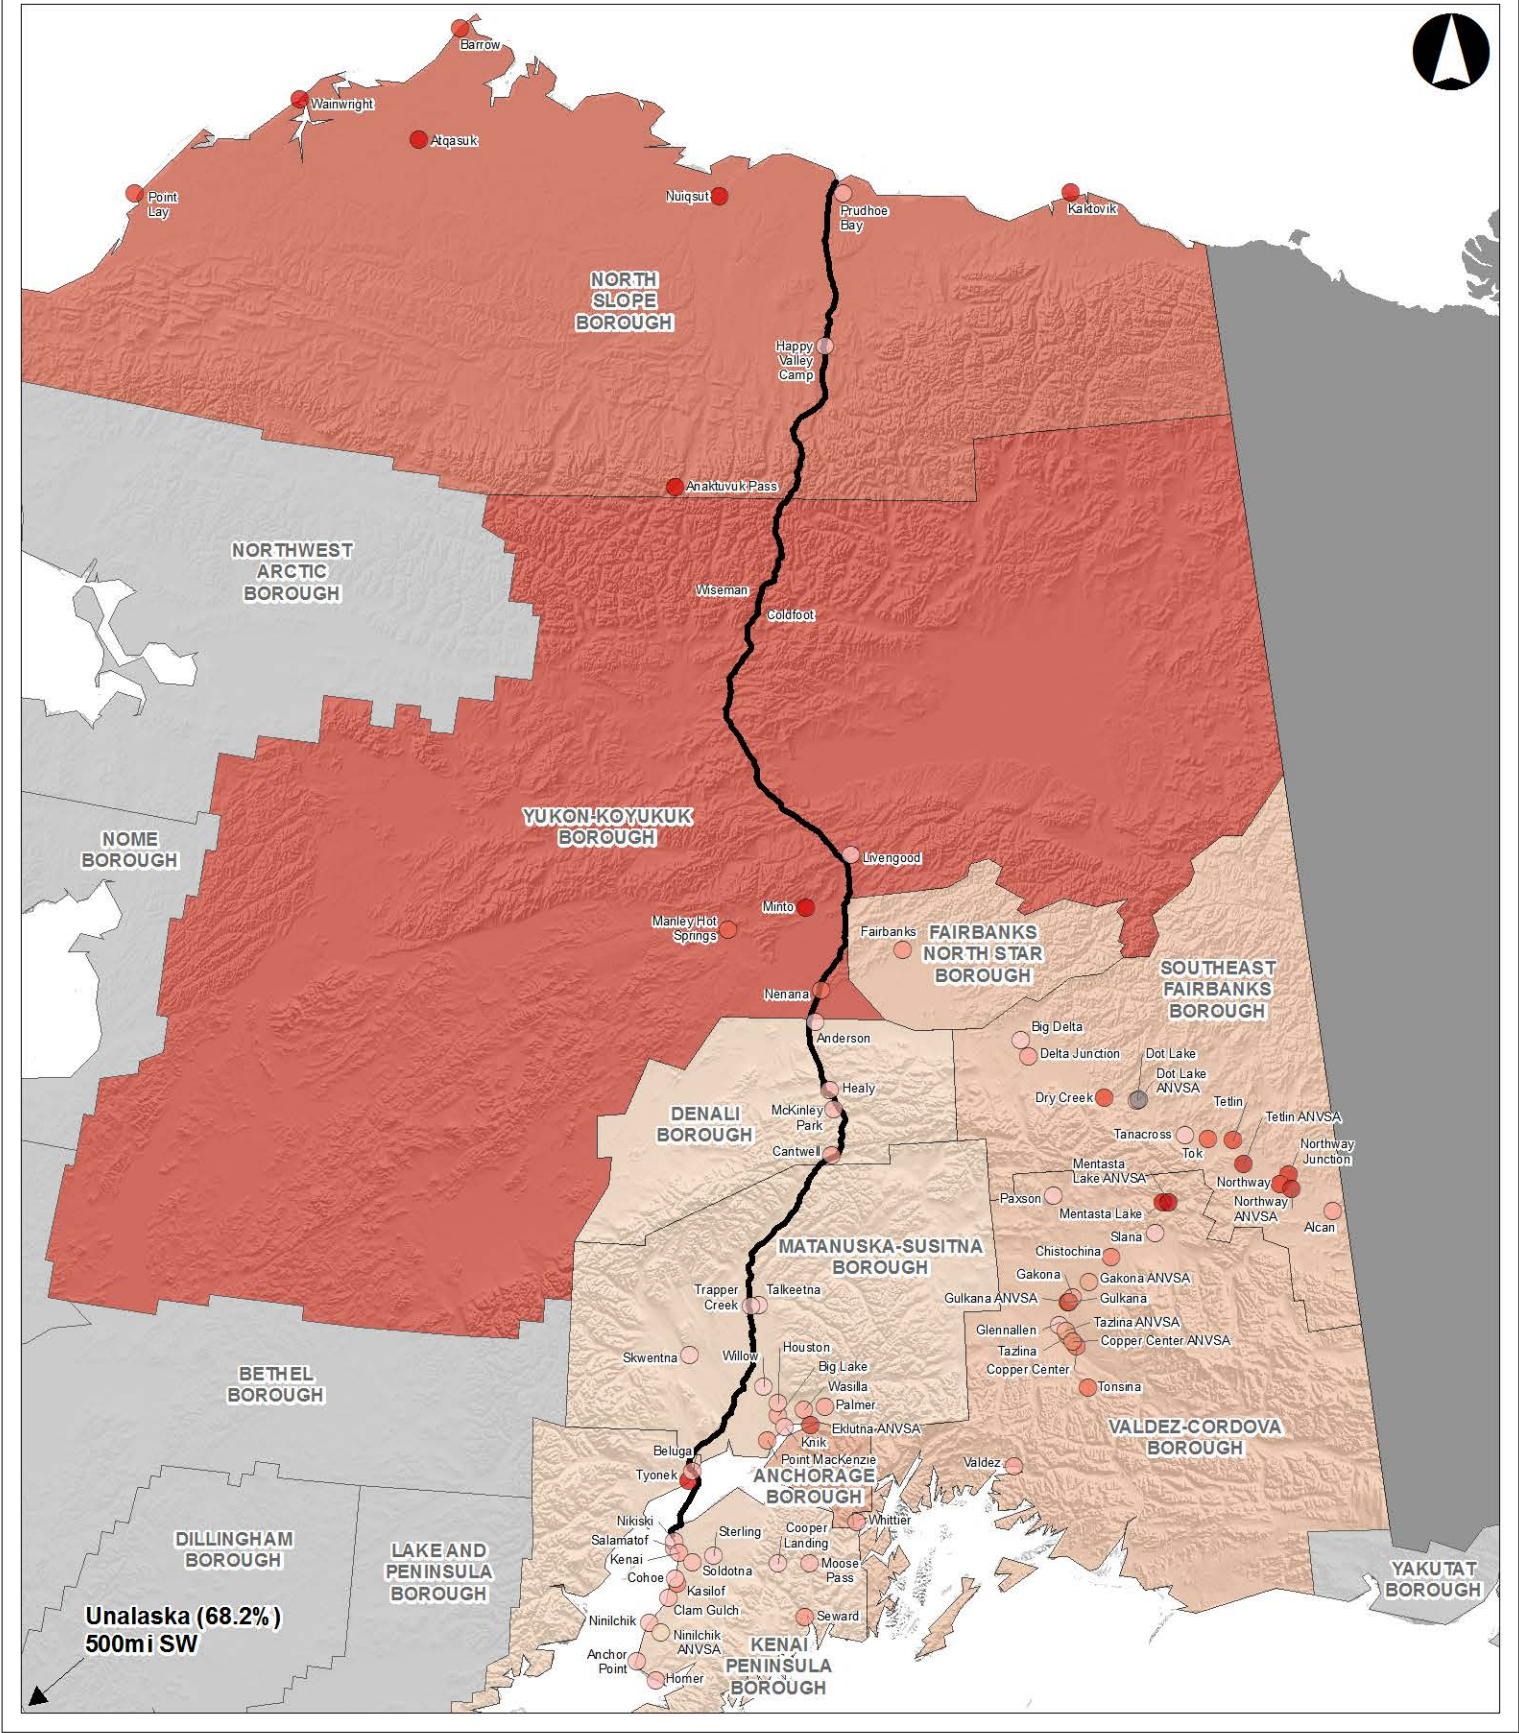 Barrow
Wainwright
Atqasuk
Point
Lay
Nuiqsut
Prudhoe
Bay
Kaktovik
NORTH
SLOPE
BOROUGH
Happy
Valley
Camp
Anaktuvuk Pass
NORTHWEST
ARCTIC
BOROUGH
Wiseman
Coldfoot
YUKON-KOYUKUK
BOROUGH
NOME
BOROUGH
Livengood
Minto
Manley Hot
Springs
Fairbanks
FAIRBANKS
NORTH STAR
BOROUGH
SOUTHEAST
FAIRBANKS
BOROUGH
Nenana
Anderson
Big Delta
Delta Junction
Dot Lake
Dot Lake
ANVSA
Dry Creek
Tetlin
Tetlin ANVSA
Healy
McKinley
Park
DENALI
BOROUGH
Cantwell
Tanacross
Tok
Northway
Junction
Mentasta
Lake ANVSA
Northway
Northway
ANVSA
Paxson
Mentasta Lake
Alcan
Slana
Chistochina
MATANUSKA-SUSITNA
BOROUGH
Gakona
Gakona ANVSA
Gulkana ANVSA
Gulkana
Trapper
Creek
Talkeetna
Glennallen
Tazlina ANVSA
Tazlina
Copper Center ANVSA
Copper Center
Skwentna
Willow
Houston
Big Lake
Wasilla
Palmer
Tonsina
BETHEL
BOROUGH
Eklutna ANVSA
Knik
Point MacKenzie
VALDEZ-CORDOVA
BOROUGH
Beluga
Tyonek
ANCHORAGE
BOROUGH
Valdez
Nikiski
Salamatof
Kenai
Sterling
Cooper
Landing
Whittier
Soldotna
Moose
Pass
DILLINGHAM
BOROUGH
LAKE AND
PENINSULA
BOROUGH
YAKUTAT
BOROUGH
Cohoe
Kasilof
Clam Gulch
Unalaska (68.2%)
500mi SW
Ninilchik
Ninilchik
ANVSA
Seward
Anchor
Point
Homer
KENAI
PENINSULA
BOROUGH